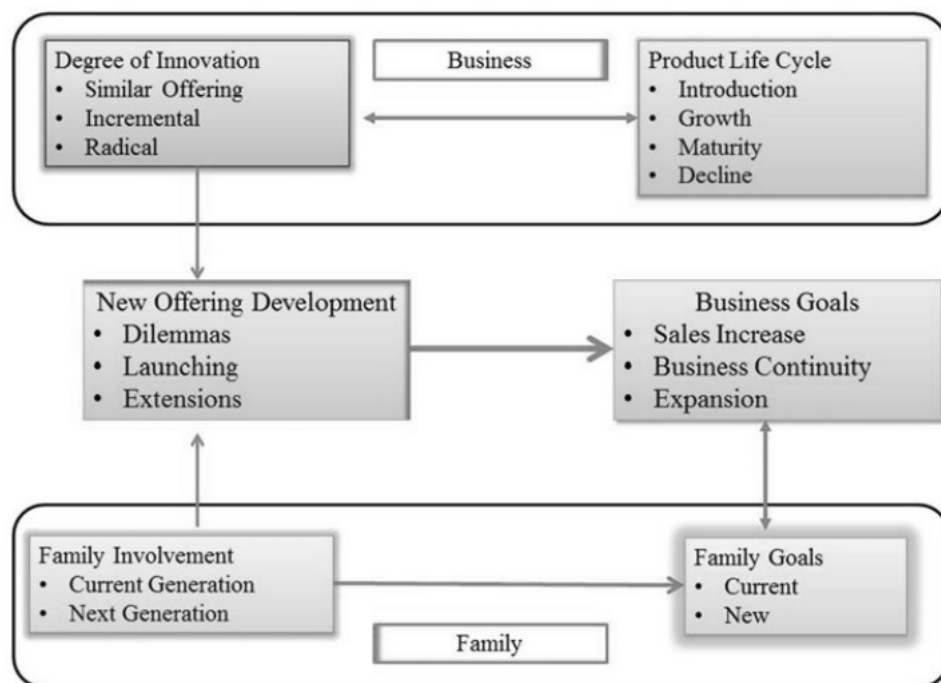 Degree of Innovation
• Similar Offering
• Incremental
• Radical
Business
Product Life Cycle
• Introduction
• Growth
• Maturity
• Decline
New Offering Development
• Dilemmas
• Launching
• Extensions
Business Goals
• Sales Increase
• Business Continuity
• Expansion
Family Involvement
• Current Generation
• Next Generation
Family Goals
• Current
• New
Family